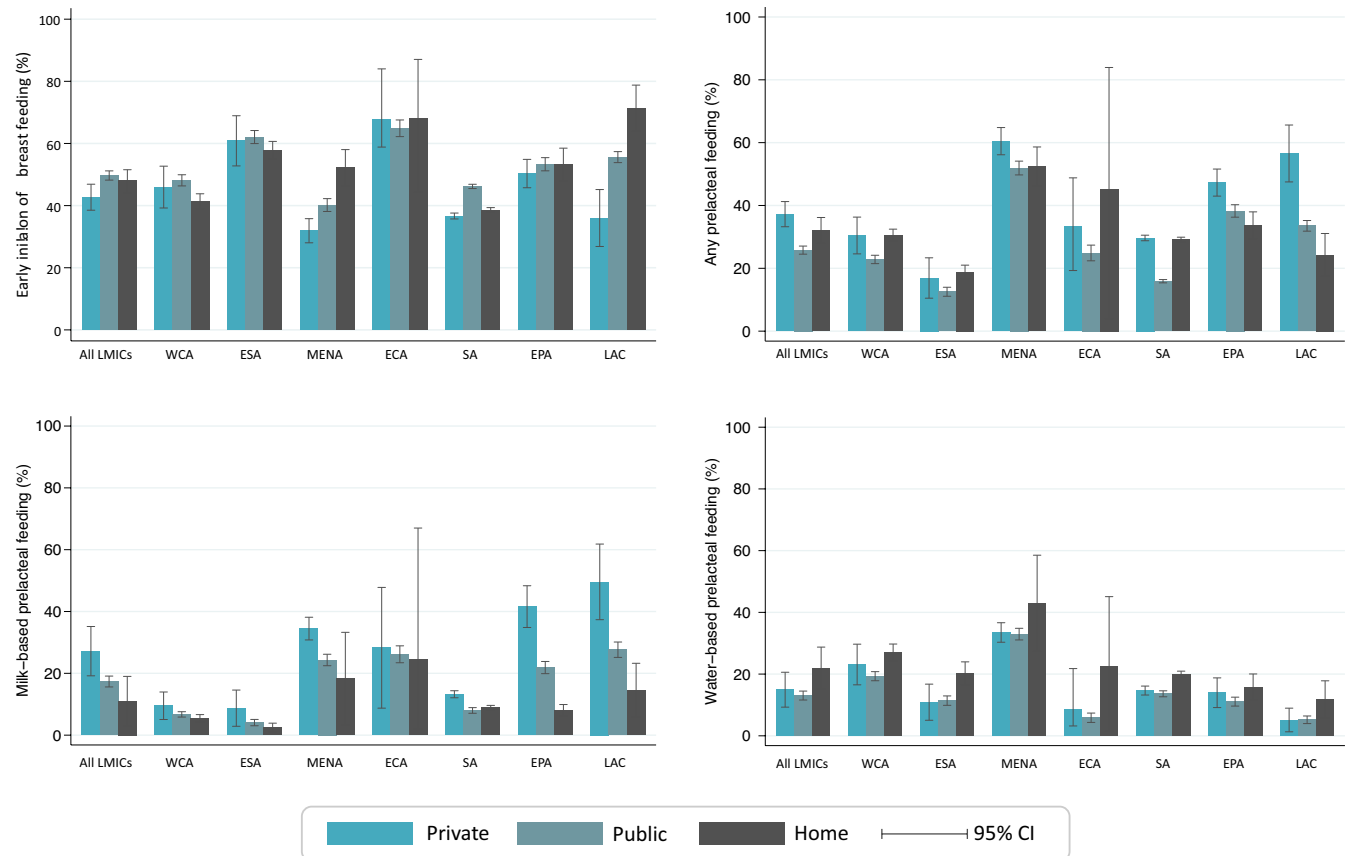 Early inilalon of breast feeding (%)
100
80
60
40
20
0
All LMICs WCA ESA MENA ECA SA EPA LAC
Any prelacteal feeding (%)
100
80
60
40
20
0
All LMICs WCA ESA MENA ECA SA EPA LAC
Milk–based prelacteal feeding (%)
100
80
60
40
20
0
All LMICs WCA ESA MENA ECA SA EPA LAC
Water–based prelacteal feeding (%)
100
80
60
40
20
0
All LMICs WCA ESA MENA ECA SA EPA LAC
Private Public Home 95% CI